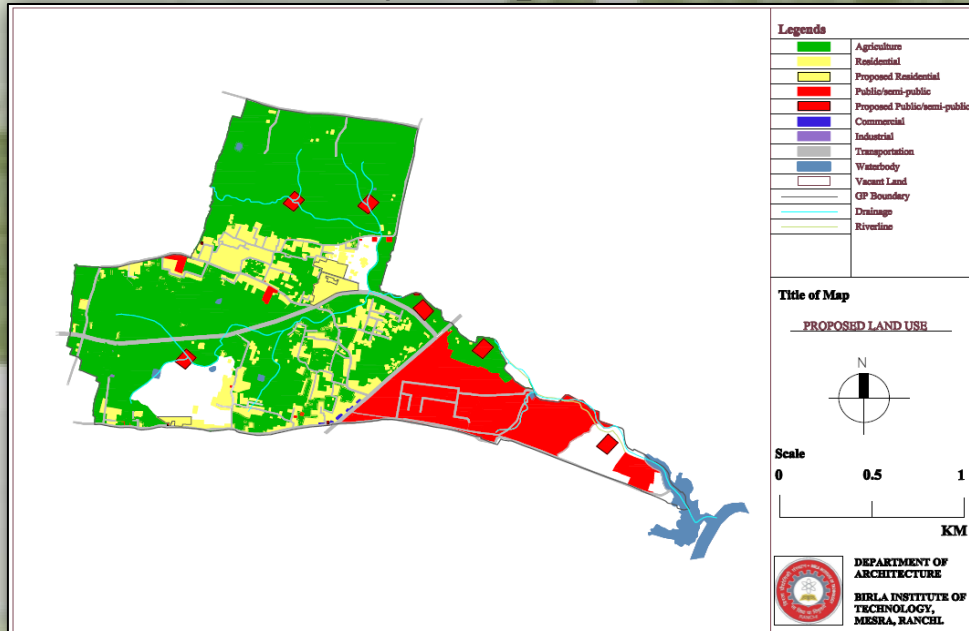 Legends
Agriculture
Residential
Proposed Residential
Public/semi-public
Proposed Public/semi-public
Commercial
Industrial
Transportation
Waterbody
Vacant Land
GP Boundary
Drainage
Riverline
Title of Map
PROPOSED LAND USE
N
Scale
0 0.5 1
KM
DEPARTMENT OF
ARCHITECTURE
BIRLA INSTITUTE OF
TECHNOLOGY,
MESRA, RANCHI.